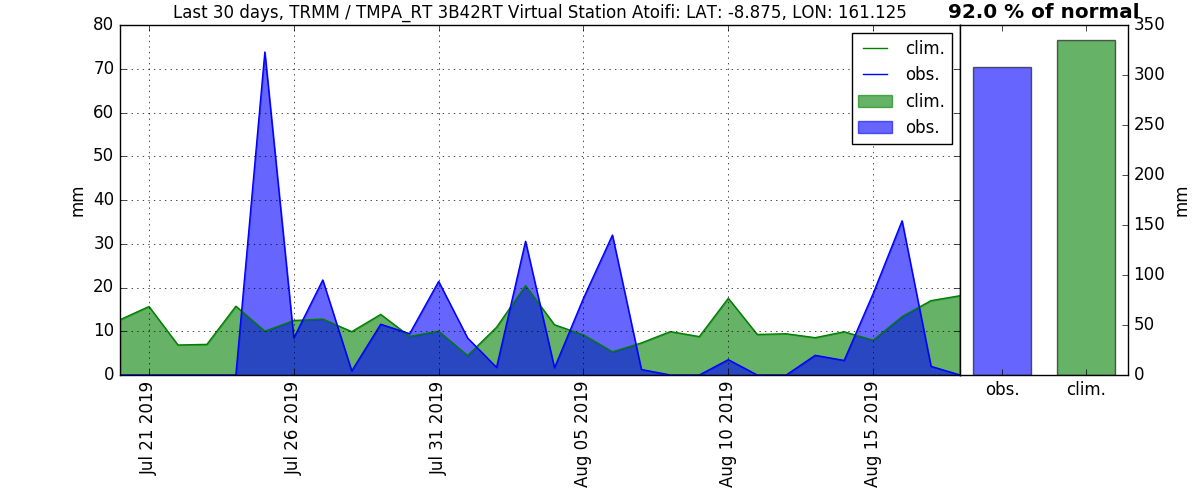 Last 30 days, TRMM / TMPA_RT 3B42RT Virtual Station Atoifi: LAT: -8.875, LON: 161.125
92.0 % of normal
80
70
60
50
40
30
20
10
0
mm
clim.
obs.
clim.
obs.
Jul 21 2019
Jul 26 2019
Jul 31 2019
Aug 05 2019
Aug 10 2019
Aug 15 2019
350
300
250
200
150
100
50
0
mm
obs. clim.